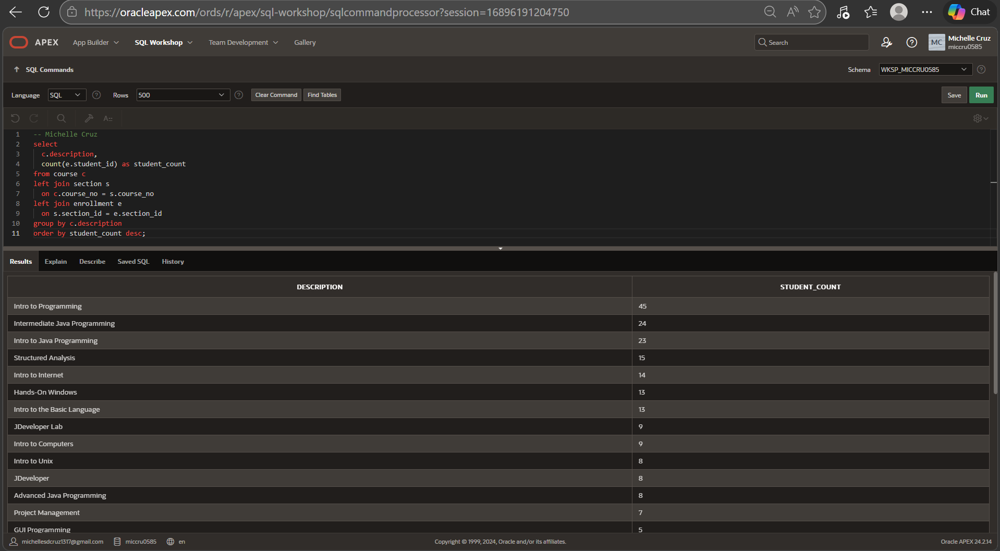 https://oracleapex.com/ords/r/apex/sql-workshop/sqlcommandprocessor?session=16896191204750
Chat
APEX App Builder SQL Workshop Team Development Gallery Search MC Michelle Cruz
miccru0585
SQL Commands Schema WKSP_MICCRU0585
Language SQL Rows 500 Clear Command Find Tables Save Run
1 -- Michelle Cruz
2 select
3 c.description,
4 count(e.student_id) as student_count
5 from course c
6 left join section s
7 on c.course_no = s.course_no
8 left join enrollment e
9 on s.section_id = e.section_id
10 group by c.description
11 order by student_count desc;
Results Explain Describe Saved SQL History
DESCRIPTION STUDENT_COUNT
Intro to Programming 45
Intermediate Java Programming 24
Intro to Java Programming 23
Structured Analysis 15
Intro to Internet 14
Hands-On Windows 13
Intro to the Basic Language 13
JDeveloper Lab 9
Intro to Computers 9
Intro to Unix 8
JDeveloper 8
Advanced Java Programming 8
Project Management 7
GUI Programming 5
michellesdcruz1317@gmail.com miccru0585 en Copyright © 1999, 2024, Oracle and/or its affiliates. Oracle APEX 24.2.14